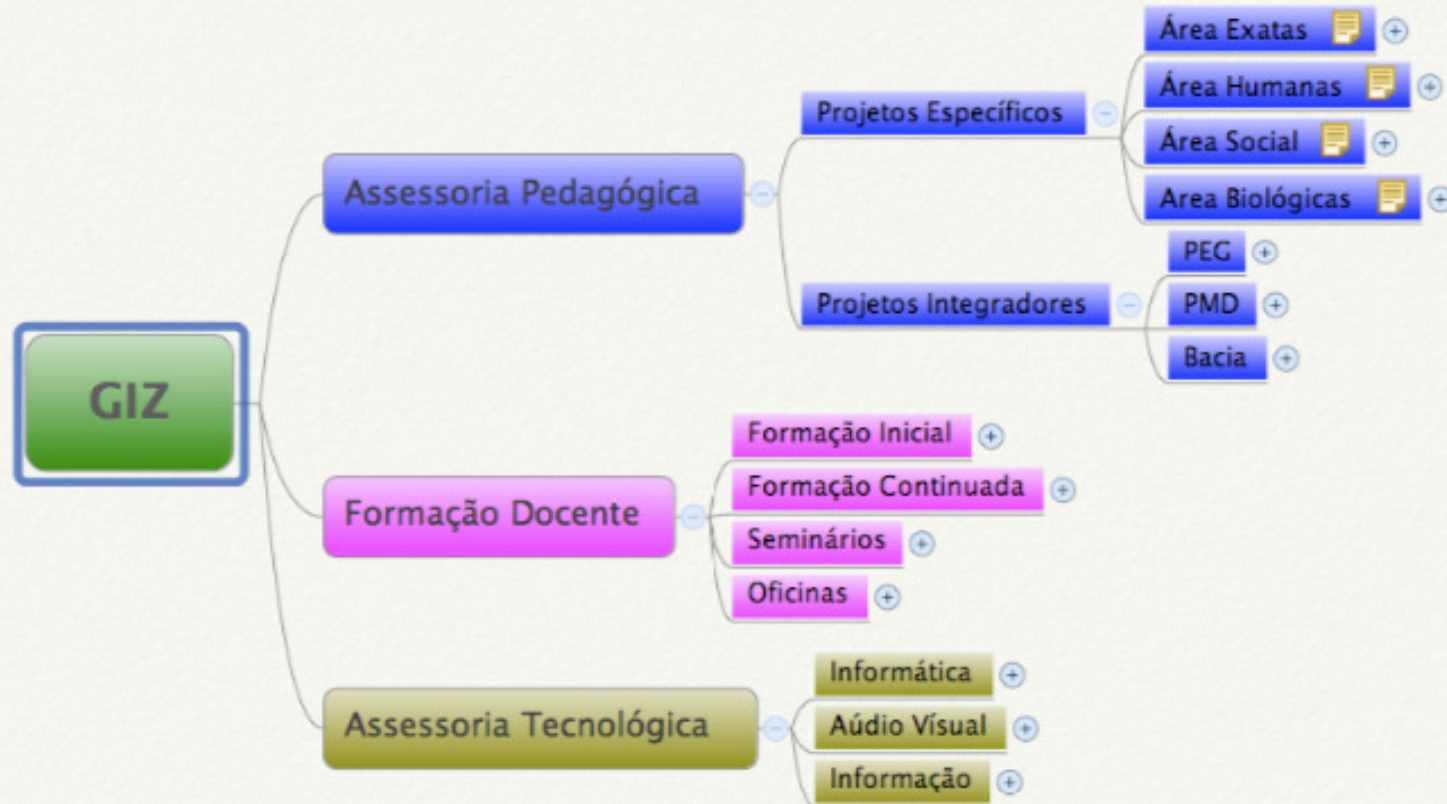 GIZ
Assessoria Pedagógica
Projetos Específicos
Área Exatas
Área Humanas
Área Social
Area Biológicas
Projetos Integradores
PEG
PMD
Bacia
Formação Docente
Formação Inicial
Formação Continuada
Seminários
Oficinas
Assessoria Tecnológica
Informática
Aúdio Vísual
Informação